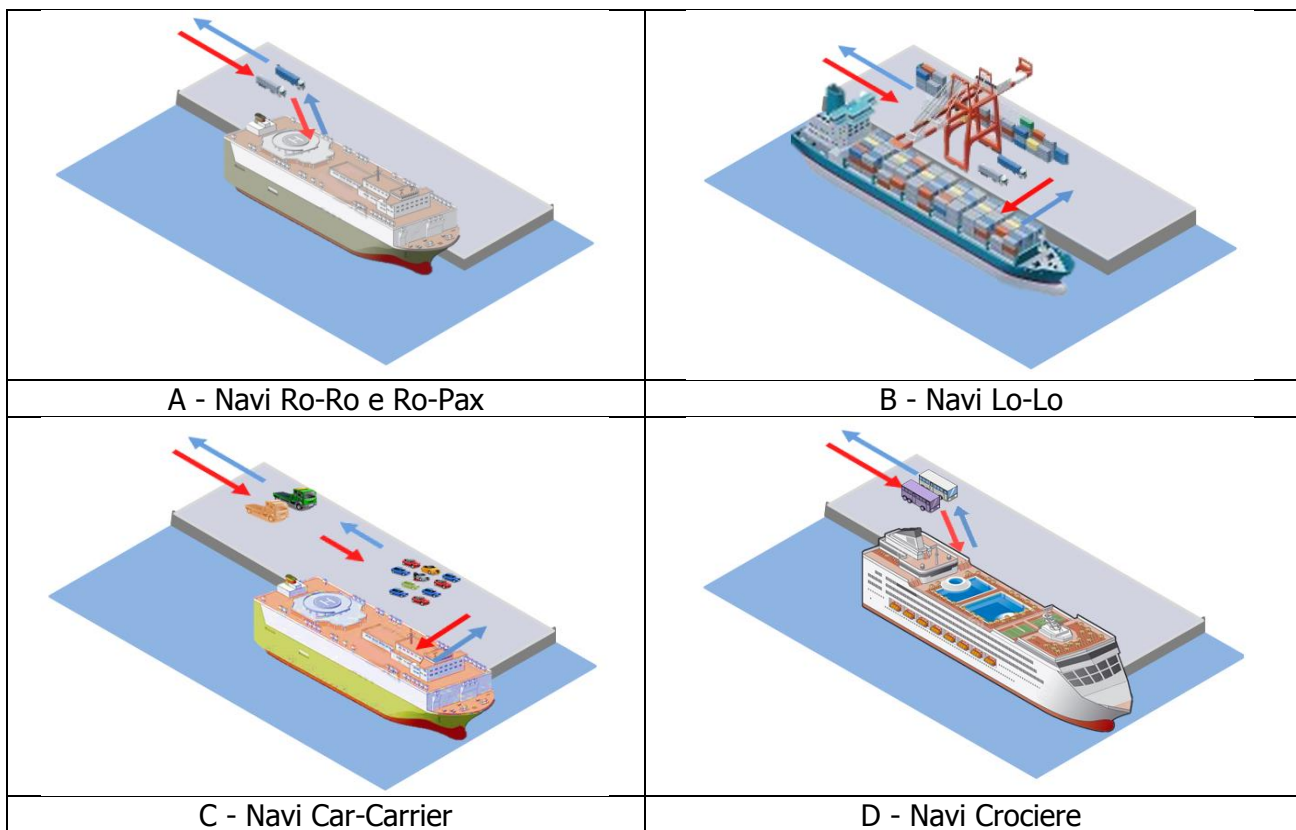 A - Navi Ro-Ro e Ro-Pax
B - Navi Lo-Lo
C - Navi Car-Carrier
D - Navi Crociere